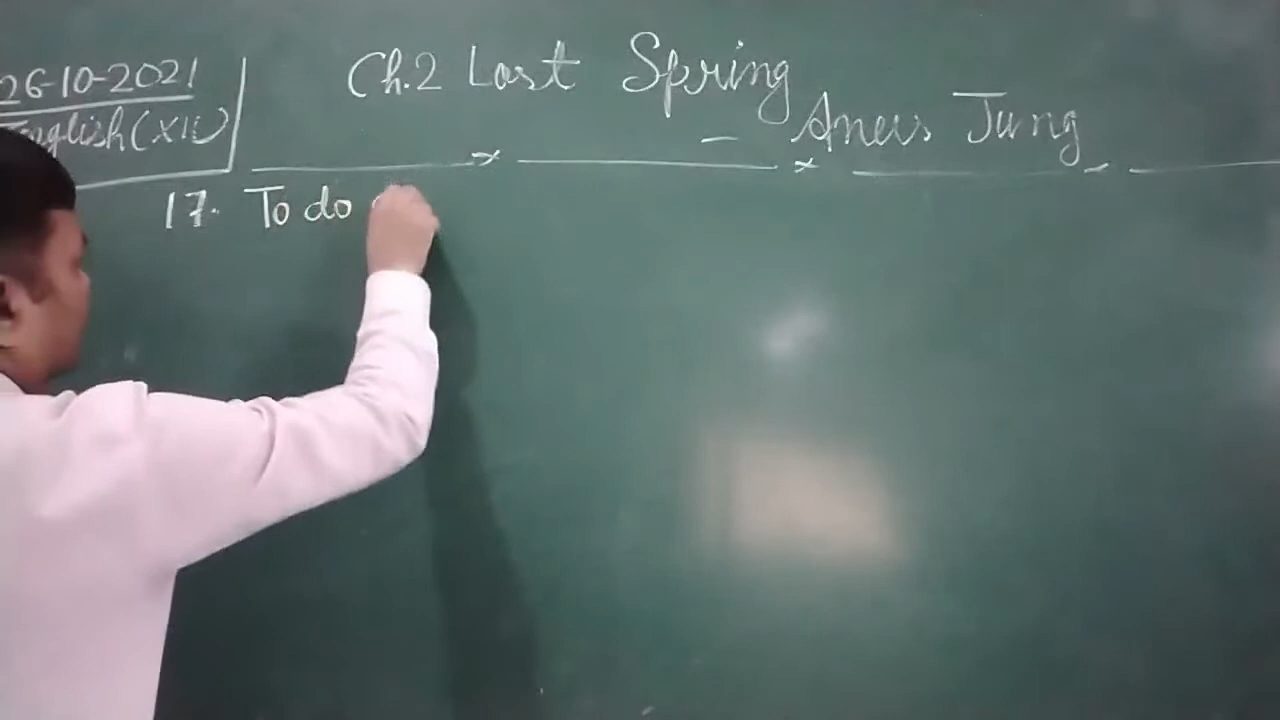 26-10-2021
English (XII)
Ch.2 Lost Spring
- Anees Jung
17. To do